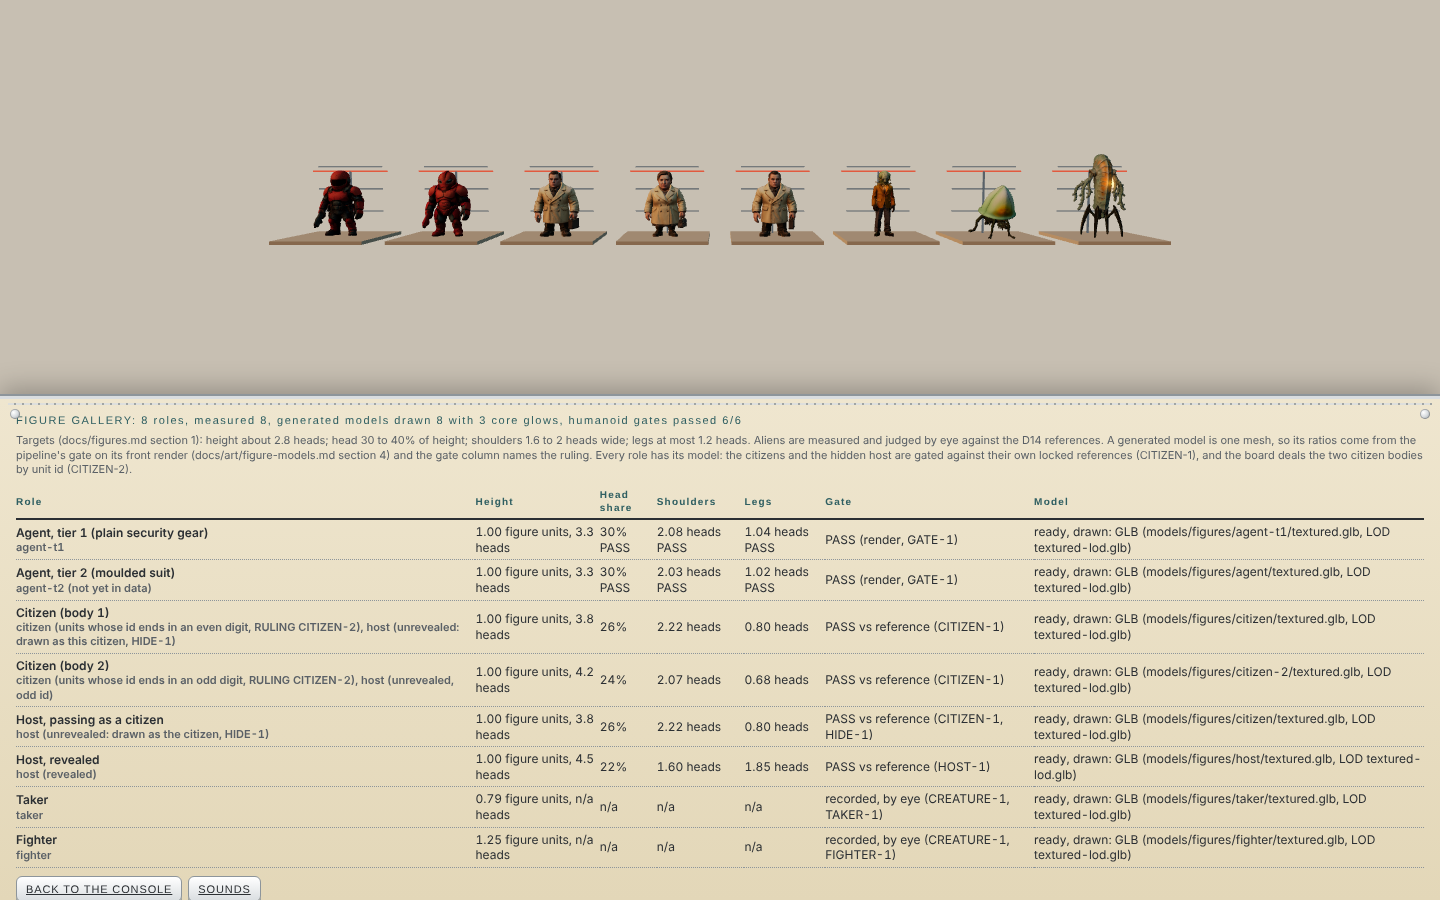 FIGURE GALLERY: 8 roles, measured 8, generated models drawn 8 with 3 core glows, humanoid gates passed 6/6
Targets (docs/figures.md section 1): height about 2.8 heads; head 30 to 40% of height; shoulders 1.6 to 2 heads wide; legs at most 1.2 heads. Aliens are measured and judged by eye against the D14 references. A generated model is one mesh, so its ratios come from the
pipeline's gate on its front render (docs/art/figure-models.md section 4) and the gate column names the ruling. Every role has its model: the citizens and the hidden host are gated against their own locked references (CITIZEN-1), and the board deals the two citizen bodies
by unit id (CITIZEN-2).
Role Height Head share Shoulders Legs Gate Model
Agent, tier 1 (plain security gear)
agent-t1
1.00 figure units, 3.3 heads
30% PASS
2.08 heads PASS
1.04 heads PASS
PASS (render, GATE-1)
ready, drawn: GLB (models/figures/agent-t1/textured.glb, LOD
textured-lod.glb)
Agent, tier 2 (moulded suit)
agent-t2 (not yet in data)
1.00 figure units, 3.3 heads
30% PASS
2.03 heads PASS
1.02 heads PASS
PASS (render, GATE-1)
ready, drawn: GLB (models/figures/agent/textured.glb, LOD
textured-lod.glb)
Citizen (body 1)
citizen (units whose id ends in an even digit, RULING CITIZEN-2), host (unrevealed:
drawn as this citizen, HIDE-1)
1.00 figure units, 3.8 heads
26%
2.22 heads
0.80 heads
PASS vs reference (CITIZEN-1)
ready, drawn: GLB (models/figures/citizen/textured.glb, LOD
textured-lod.glb)
Citizen (body 2)
citizen (units whose id ends in an odd digit, RULING CITIZEN-2), host (unrevealed,
odd id)
1.00 figure units, 4.2 heads
24%
2.07 heads
0.68 heads
PASS vs reference (CITIZEN-1)
ready, drawn: GLB (models/figures/citizen-2/textured.glb, LOD
textured-lod.glb)
Host, passing as a citizen
host (unrevealed: drawn as the citizen, HIDE-1)
1.00 figure units, 3.8 heads
26%
2.22 heads
0.80 heads
PASS vs reference (CITIZEN-1,
HIDE-1)
ready, drawn: GLB (models/figures/citizen/textured.glb, LOD
textured-lod.glb)
Host, revealed
host (revealed)
1.00 figure units, 4.5 heads
22%
1.60 heads
1.85 heads
PASS vs reference (HOST-1)
ready, drawn: GLB (models/figures/host/textured.glb, LOD textured-
lod.glb)
Taker
taker
0.79 figure units, n/a heads
n/a
n/a
n/a
recorded, by eye (CREATURE-1,
TAKER-1)
ready, drawn: GLB (models/figures/taker/textured.glb, LOD
textured-lod.glb)
Fighter
fighter
1.25 figure units, n/a heads
n/a
n/a
n/a
recorded, by eye (CREATURE-1,
FIGHTER-1)
ready, drawn: GLB (models/figures/fighter/textured.glb, LOD
textured-lod.glb)
BACK TO THE CONSOLE
SOUNDS